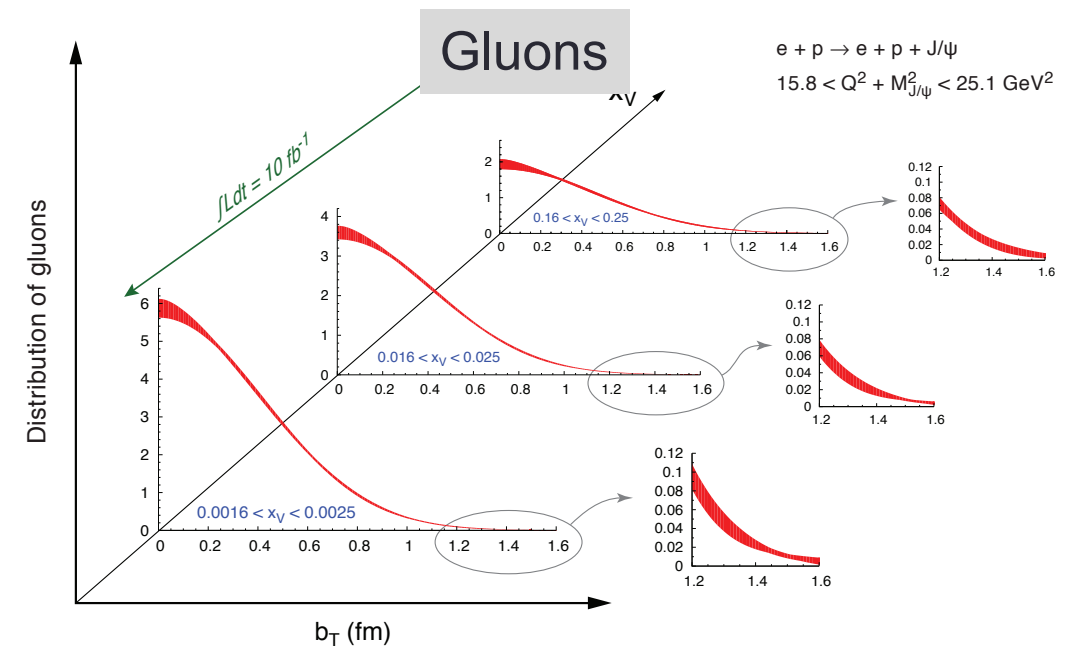 Gluons
e + p → e + p + J/ψ
15.8 < Q² + M²J/ψ < 25.1 GeV²
xV
∫Ldt = 10 fb⁻¹
Distribution of gluons
2
1
0
0.16 < xV < 0.25
0 0.2 0.4 0.6 0.8 1 1.2 1.4 1.6
0.12
0.1
0.08
0.06
0.04
0.02
0
1.2 1.4 1.6
4
3
2
1
0
0.016 < xV < 0.025
0 0.2 0.4 0.6 0.8 1 1.2 1.4 1.6
0.12
0.1
0.08
0.06
0.04
0.02
0
1.2 1.4 1.6
6
5
4
3
2
1
0
0.0016 < xV < 0.0025
0 0.2 0.4 0.6 0.8 1 1.2 1.4 1.6
0.12
0.1
0.08
0.06
0.04
0.02
0
1.2 1.4 1.6
bT (fm)